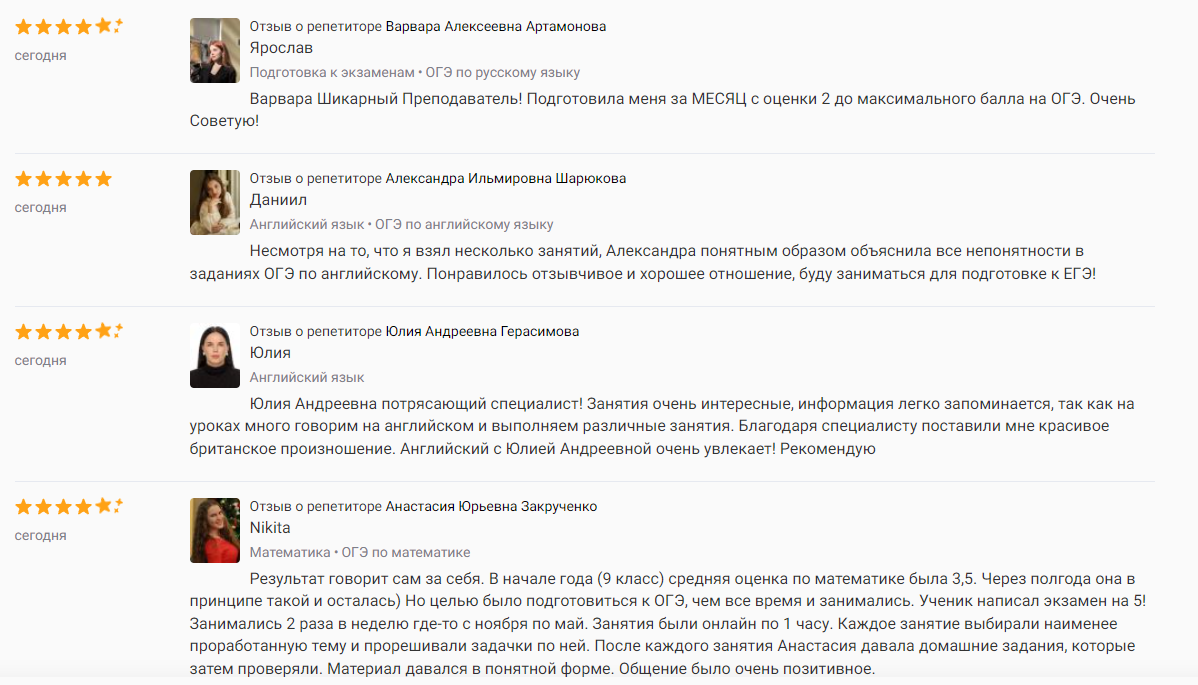 Отзыв о репетиторе Варвара Алексеевна Артамонова
сегодня
Ярослав
Подготовка к экзаменам • ОГЭ по русскому языку
Варвара Шикарный Преподаватель! Подготовила меня за МЕСЯЦ с оценки 2 до максимального балла на ОГЭ. Очень
Советую!
Отзыв о репетиторе Александра Ильмировна Шарюкова
сегодня
Даниил
Английский язык • ОГЭ по английскому языку
Несмотря на то, что я взял несколько занятий, Александра понятным образом объяснила все непонятности в
заданиях ОГЭ по английскому. Понравилось отзывчивое и хорошее отношение, буду заниматься для подготовке к ЕГЭ!
Отзыв о репетиторе Юлия Андреевна Герасимова
сегодня
Юлия
Английский язык
Юлия Андреевна потрясающий специалист! Занятия очень интересные, информация легко запоминается, так как на
уроках много говорим на английском и выполняем различные занятия. Благодаря специалисту поставили мне красивое
британское произношение. Английский с Юлией Андреевной очень увлекает! Рекомендую
Отзыв о репетиторе Анастасия Юрьевна Закрученко
сегодня
Nikita
Математика • ОГЭ по математике
Результат говорит сам за себя. В начале года (9 класс) средняя оценка по математике была 3,5. Через полгода она в
принципе такой и осталась) Но целью было подготовиться к ОГЭ, чем все время и занимались. Ученик написал экзамен на 5!
Занимались 2 раза в неделю где-то с ноября по май. Занятия были онлайн по 1 часу. Каждое занятие выбирали наименее
проработанную тему и прорешивали задачки по ней. После каждого занятия Анастасия давала домашние задания, которые
затем проверяли. Материал давался в понятной форме. Общение было очень позитивное.